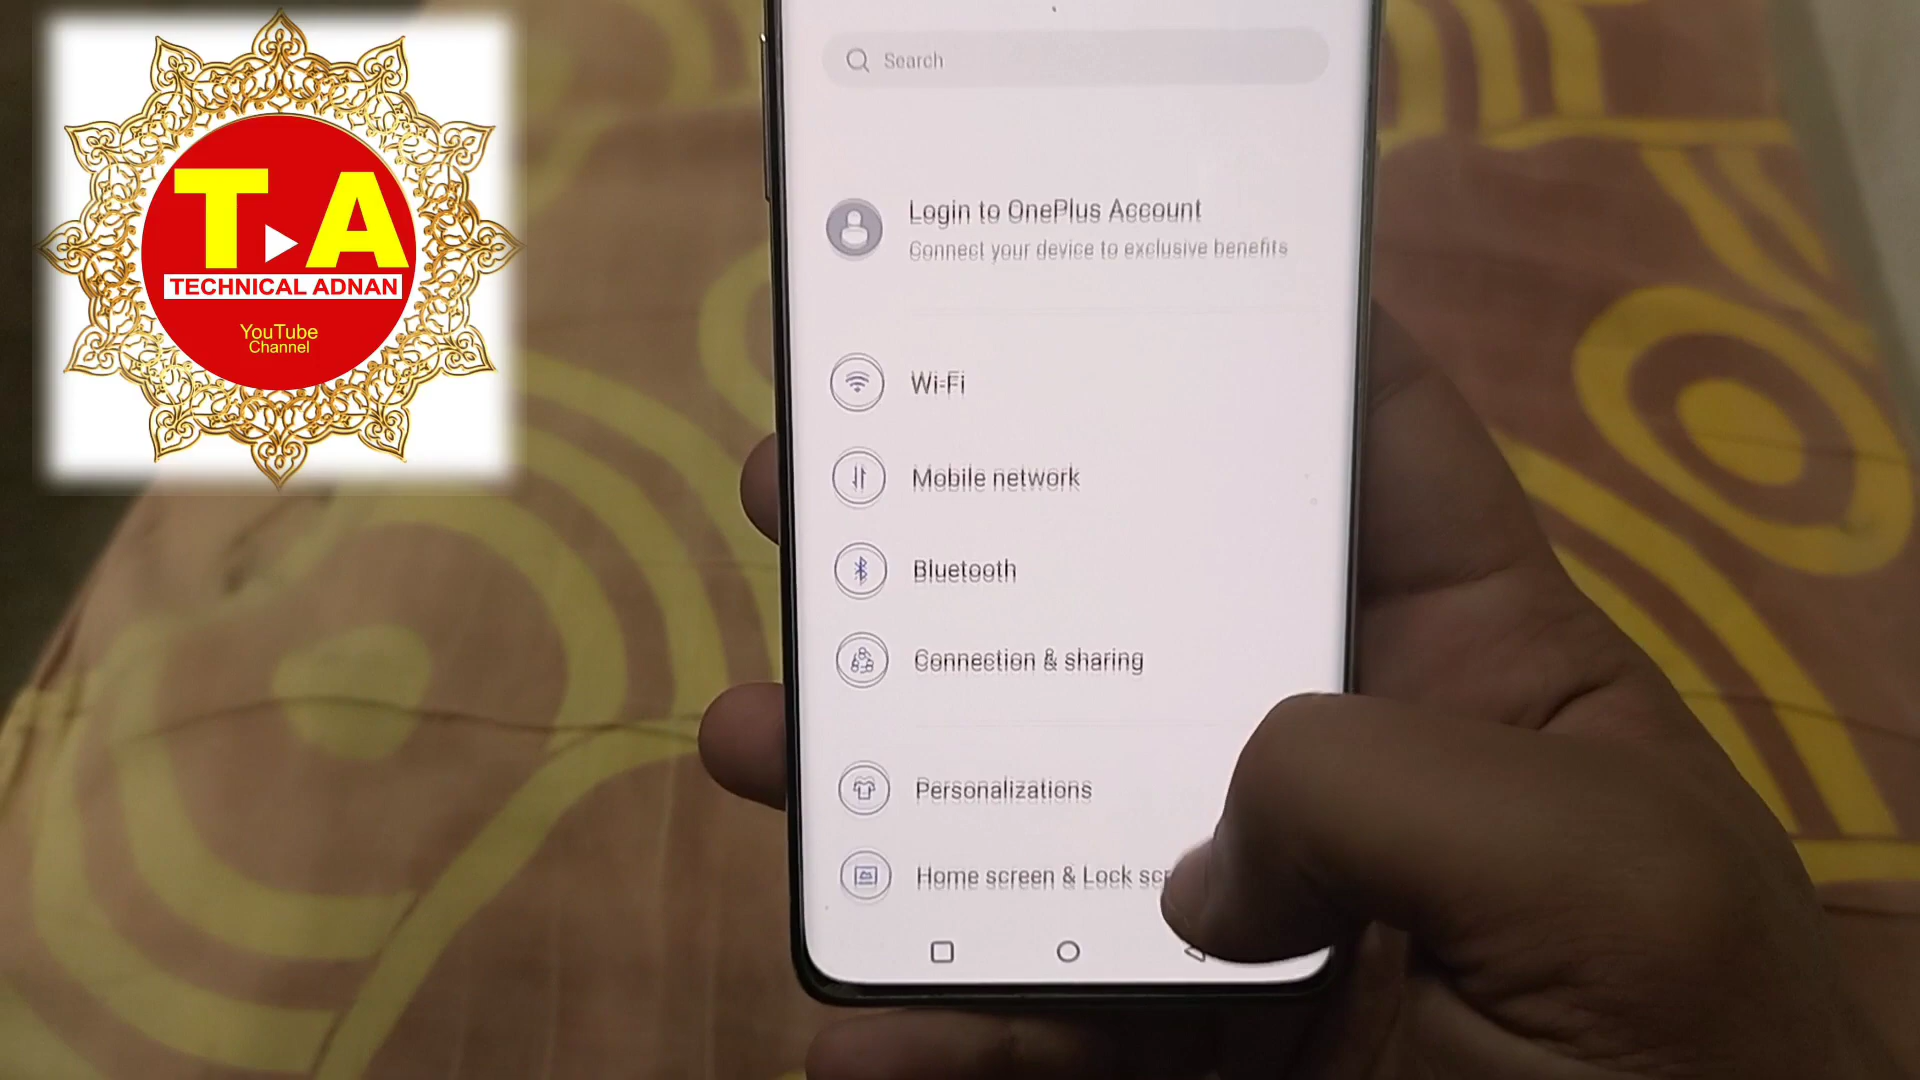 T A
TECHNICAL ADNAN
YouTube
Channel
Search
Login to OnePlus Account
Connect your device to exclusive benefits
Wi-Fi
Mobile network
Bluetooth
Connection & sharing
Personalizations
Home screen & Lock